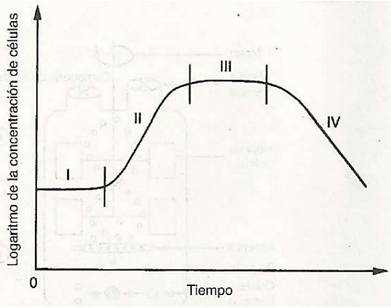 Logaritmo de la concentración de células
I
II
III
IV
0
Tiempo